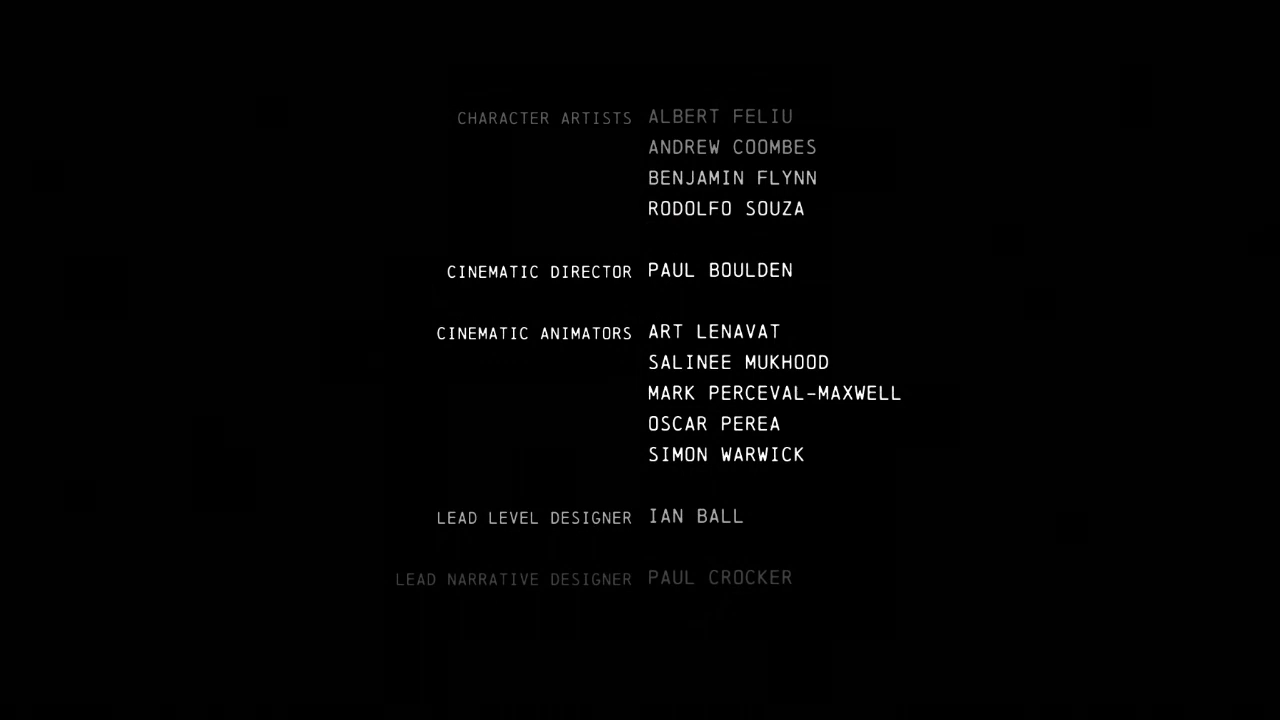 CHARACTER ARTISTS ALBERT FELIU
ANDREW COOMBES
BENJAMIN FLYNN
RODOLFO SOUZA
CINEMATIC DIRECTOR PAUL BOULDEN
CINEMATIC ANIMATORS ART LENAVAT
SALINEE MUKHOOD
MARK PERCEVAL-MAXWELL
OSCAR PEREA
SIMON WARWICK
LEAD LEVEL DESIGNER IAN BALL
LEAD NARRATIVE DESIGNER PAUL CROCKER